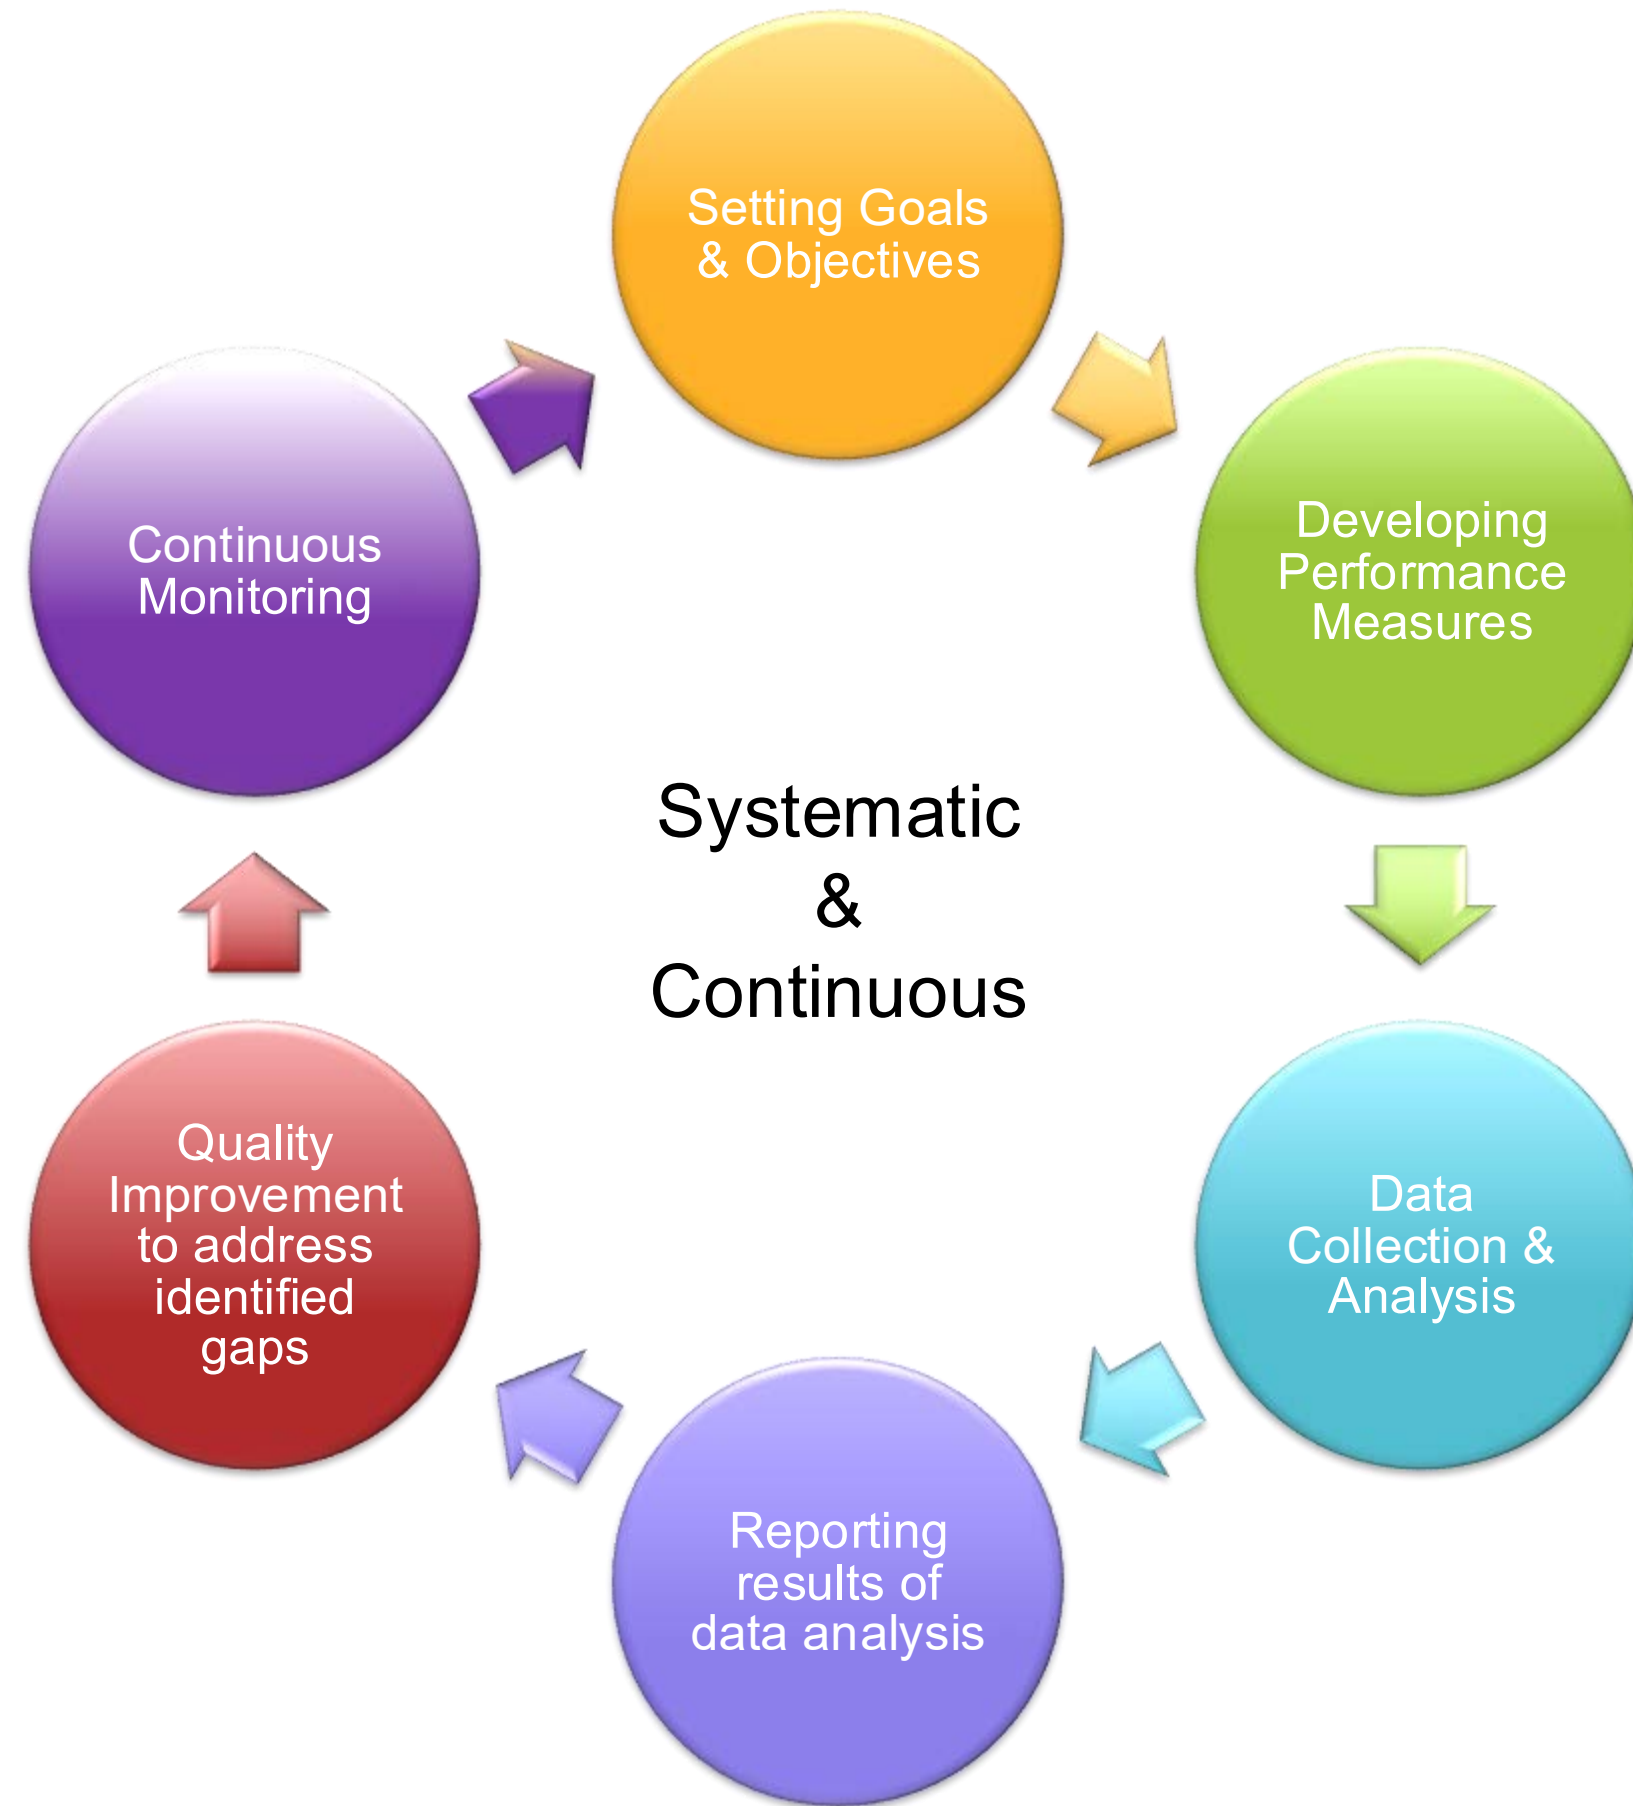 Setting Goals
& Objectives
Developing
Performance
Measures
Data
Collection &
Analysis
Reporting
results of
data analysis
Quality
Improvement
to address
identified
gaps
Continuous
Monitoring
Systematic
&
Continuous